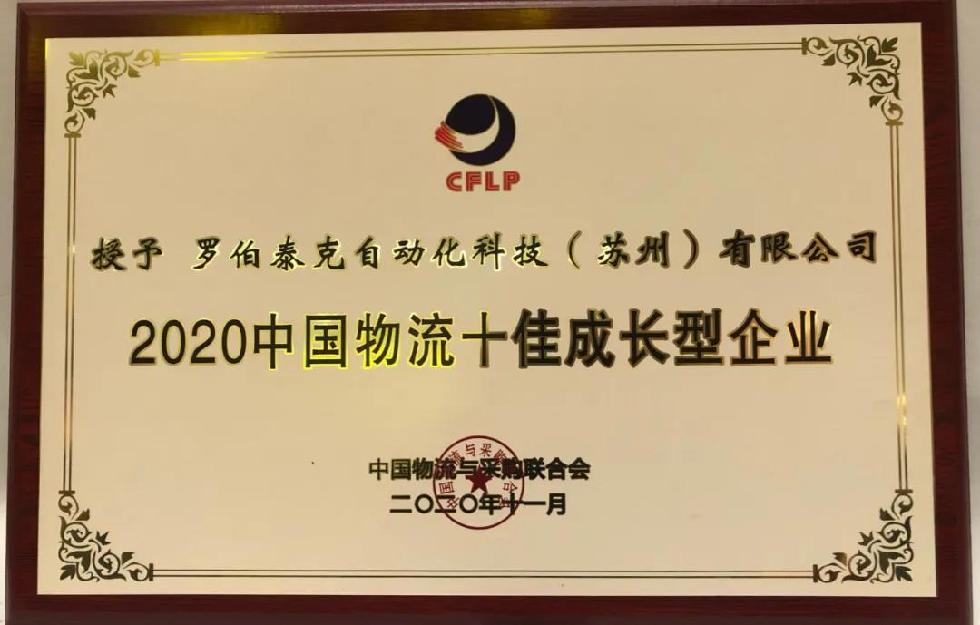 CFLP
授予 罗伯泰克自动化科技（苏州）有限公司
2020中国物流十佳成长型企业
中国物流与采购联合会
二〇二〇年十一月